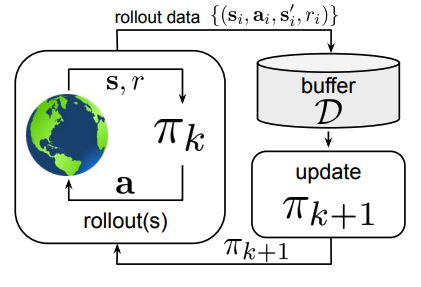 rollout data {(s_i, a_i, s'_i, r_i)}
s, r
π_k
a
rollout(s)
buffer
D
update
π_{k+1}
π_{k+1}